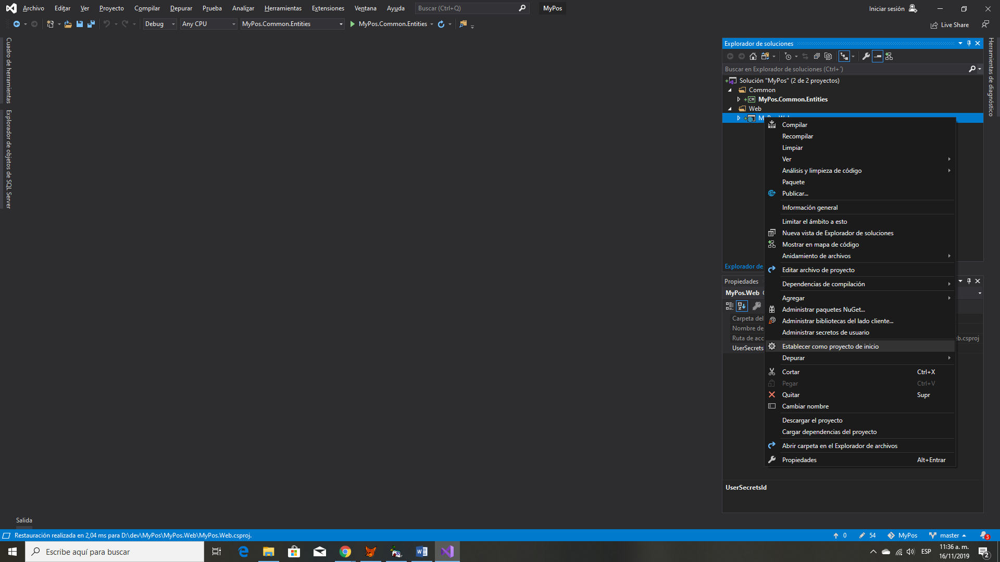 Archivo Editar Ver Proyecto Compilar Depurar Prueba Analizar Herramientas Extensiones Ventana Ayuda Buscar (Ctrl+Q) MyPos Iniciar sesión
Debug Any CPU MyPos.Common.Entities MyPos.Common.Entities Live Share
Cuadro de herramientas
Explorador de objetos de SQL Server
Herramientas de diagnóstico
Explorador de soluciones
Buscar en Explorador de soluciones (Ctrl+´)
Solución "MyPos" (2 de 2 proyectos)
Common
C# MyPos.Common.Entities
Web
Compilar
Recompilar
Limpiar
Ver
Análisis y limpieza de código
Paquete
Publicar...
Información general
Limitar el ámbito a esto
Nueva vista de Explorador de soluciones
Mostrar en mapa de código
Anidamiento de archivos
Editar archivo de proyecto
Dependencias de compilación
Agregar
Administrar paquetes NuGet...
Administrar bibliotecas del lado cliente...
Administrar secretos de usuario
Establecer como proyecto de inicio
Depurar
Cortar Ctrl+X
Pegar Ctrl+V
Quitar Supr
Cambiar nombre
Descargar el proyecto
Cargar dependencias del proyecto
Abrir carpeta en el Explorador de archivos
Propiedades Alt+Entrar
Explorador de
Propiedades
MyPos.Web
Carpeta del
Nombre de
Ruta de acc eb.csproj
UserSecrets
UserSecretsId
Salida
Restauración realizada en 2,04 ms para D:\dev\MyPos\MyPos.Web\MyPos.Web.csproj. 0 54 MyPos master 3
Escribe aquí para buscar ESP 11:36 a. m.
16/11/2019 2